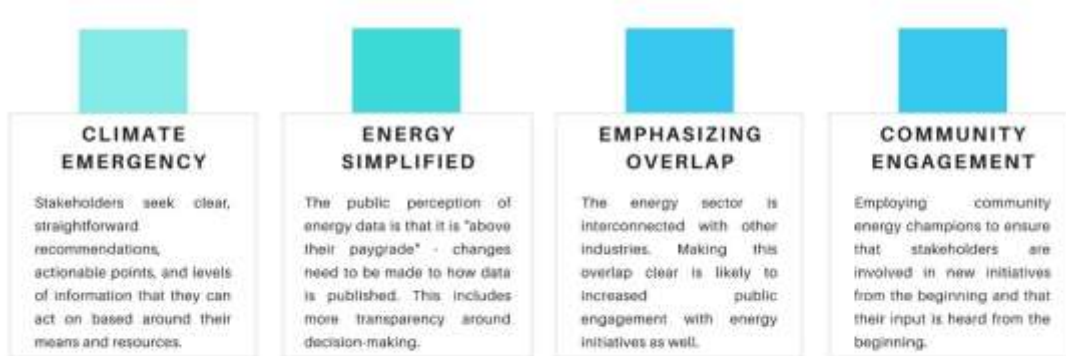 CLIMATE
EMERGENCY
Stakeholders seek clear,
straightforward
recommendations,
actionable points, and levels
of information that they can
act on based around their
means and resources.
ENERGY
SIMPLIFIED
The public perception of
energy data is that it is "above
their paygrade" - changes
need to be made to how data
is published. This includes
more transparency around
decision-making.
EMPHASIZING
OVERLAP
The energy sector is
interconnected with other
industries. Making this
overlap clear is likely to
increased public
engagement with energy
initiatives as well.
COMMUNITY
ENGAGEMENT
Employing community
energy champions to ensure
that stakeholders are
involved in new initiatives
from the beginning and that
their input is heard from the
beginning.